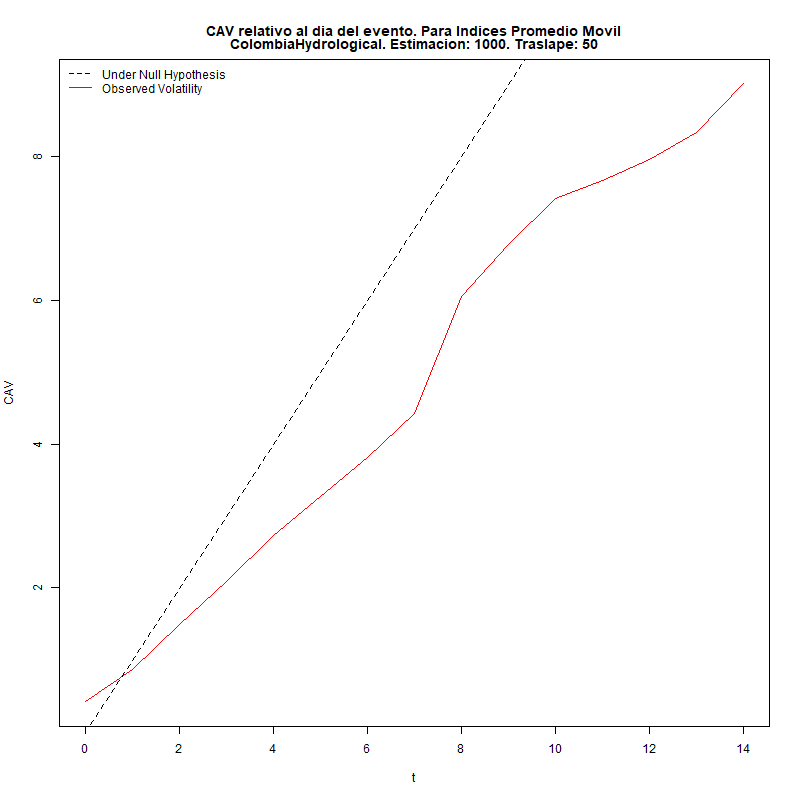 CAV relativo al dia del evento. Para Indices Promedio Movil
ColombiaHydrological. Estimacion: 1000. Traslape: 50
Under Null Hypothesis
Observed Volatility
8
6
4
2
CAV
0 2 4 6 8 10 12 14
t